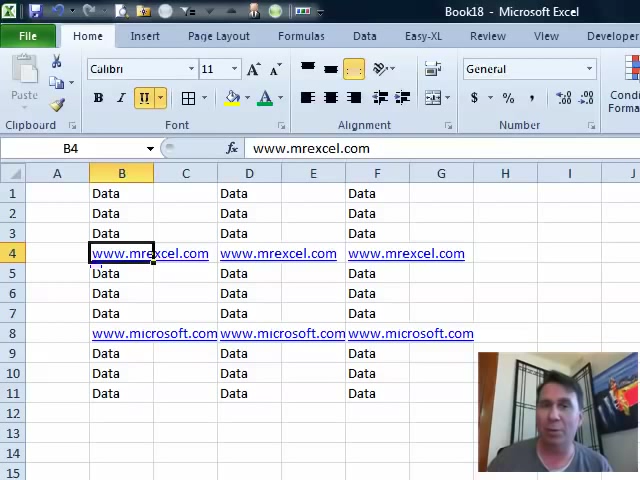 Book18 - Microsoft Excel
File Home Insert Page Layout Formulas Data Easy-XL Review View Developer
Paste
Calibri 11 A A General
B I U $ % , .00 Condi
Form
Clipboard Font Alignment Number
B4 fx www.mrexcel.com
A B C D E F G H I J
1 Data Data Data
2 Data Data Data
3 Data Data Data
4 www.mrexcel.com www.mrexcel.com www.mrexcel.com
5 Data Data Data
6 Data Data Data
7 Data Data Data
8 www.microsoft.com www.microsoft.com www.microsoft.com
9 Data Data Data
10 Data Data Data
11 Data Data Data
12
13
14
15